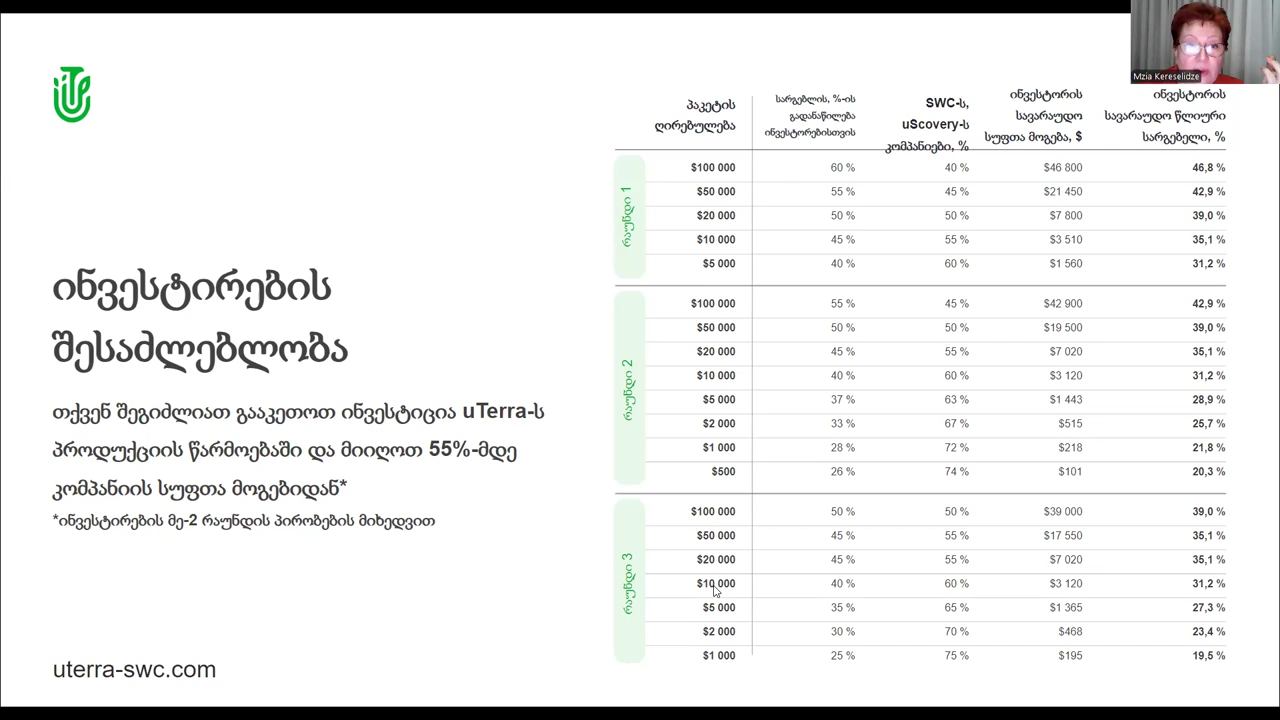 Mzia Kereselidze
ინვესტირების
შესაძლებლობა
თქვენ შეგიძლიათ გააკეთოთ ინვესტიცია uTerra-ს
პროდუქციის წარმოებაში და მიიღოთ 55%-მდე
კომპანიის სუფთა მოგებიდან*
*ინვესტირების მე-2 რაუნდის პირობების მიხედვით
uterra-swc.com
პაკეტის
ღირებულება
სარგებლის, %-ის
გადანაწილება
ინვესტორებისთვის
SWC-ს,
uScovery-ს
კომპანიები, %
ინვესტორის
სავარაუდო
სუფთა მოგება, $
ინვესტორის
სავარაუდო წლიური
სარგებელი, %
რაუნდი 1
$100 000 60 % 40 % $46 800 46,8 %
$50 000 55 % 45 % $21 450 42,9 %
$20 000 50 % 50 % $7 800 39,0 %
$10 000 45 % 55 % $3 510 35,1 %
$5 000 40 % 60 % $1 560 31,2 %
რაუნდი 2
$100 000 55 % 45 % $42 900 42,9 %
$50 000 50 % 50 % $19 500 39,0 %
$20 000 45 % 55 % $7 020 35,1 %
$10 000 40 % 60 % $3 120 31,2 %
$5 000 37 % 63 % $1 443 28,9 %
$2 000 33 % 67 % $515 25,7 %
$1 000 28 % 72 % $218 21,8 %
$500 26 % 74 % $101 20,3 %
რაუნდი 3
$100 000 50 % 50 % $39 000 39,0 %
$50 000 45 % 55 % $17 550 35,1 %
$20 000 45 % 55 % $7 020 35,1 %
$10 000 40 % 60 % $3 120 31,2 %
$5 000 35 % 65 % $1 365 27,3 %
$2 000 30 % 70 % $468 23,4 %
$1 000 25 % 75 % $195 19,5 %